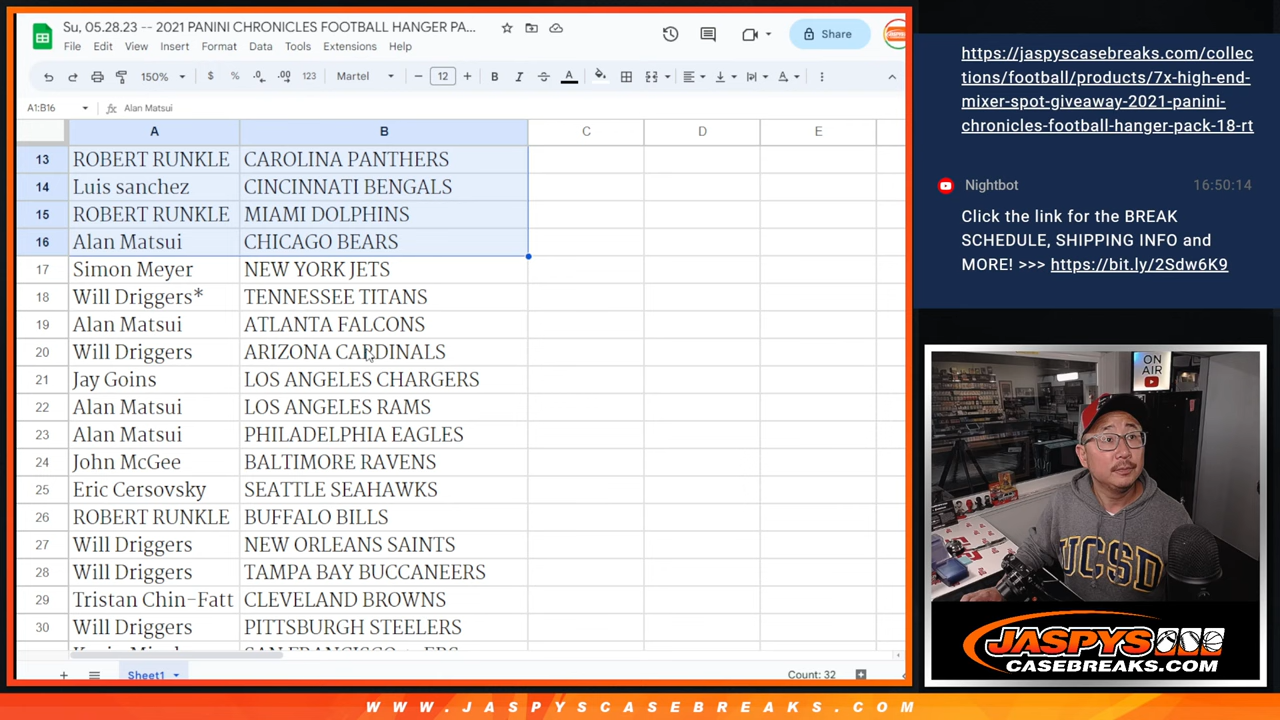 Su, 05.28.23 -- 2021 PANINI CHRONICLES FOOTBALL HANGER PA...
Share
File Edit View Insert Format Data Tools Extensions Help
150% $ % .0 .00 123 Martel 12 B I A
A1:B16 fx Alan Matsui
A B C D E
13 ROBERT RUNKLE CAROLINA PANTHERS
14 Luis sanchez CINCINNATI BENGALS
15 ROBERT RUNKLE MIAMI DOLPHINS
16 Alan Matsui CHICAGO BEARS
17 Simon Meyer NEW YORK JETS
18 Will Driggers* TENNESSEE TITANS
19 Alan Matsui ATLANTA FALCONS
20 Will Driggers ARIZONA CARDINALS
21 Jay Goins LOS ANGELES CHARGERS
22 Alan Matsui LOS ANGELES RAMS
23 Alan Matsui PHILADELPHIA EAGLES
24 John McGee BALTIMORE RAVENS
25 Eric Cersovsky SEATTLE SEAHAWKS
26 ROBERT RUNKLE BUFFALO BILLS
27 Will Driggers NEW ORLEANS SAINTS
28 Will Driggers TAMPA BAY BUCCANEERS
29 Tristan Chin-Fatt CLEVELAND BROWNS
30 Will Driggers PITTSBURGH STEELERS
Sheet1
Count: 32
https://jaspyscasebreaks.com/collec
tions/football/products/7x-high-end-
mixer-spot-giveaway-2021-panini-
chronicles-football-hanger-pack-18-rt
Nightbot 16:50:14
Click the link for the BREAK
SCHEDULE, SHIPPING INFO and
MORE! >>> https://bit.ly/2Sdw6K9
ON
AIR
UCSD
JASPYS
CASEBREAKS.COM
WWW.JASPYSCASEBREAKS.COM